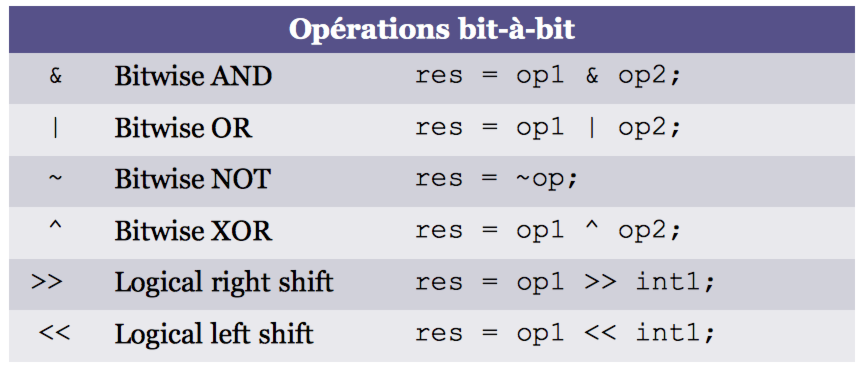 Opérations bit-à-bit
& Bitwise AND res = op1 & op2;
| Bitwise OR res = op1 | op2;
~ Bitwise NOT res = ~op;
^ Bitwise XOR res = op1 ^ op2;
>> Logical right shift res = op1 >> int1;
<< Logical left shift res = op1 << int1;